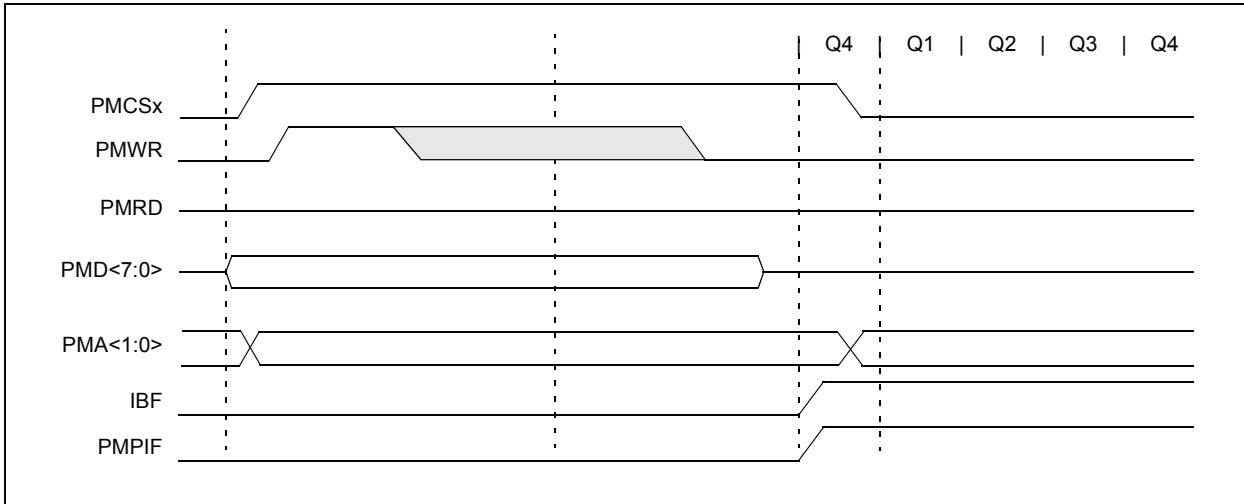 | Q4 | Q1 | Q2 | Q3 | Q4
PMCSx
PMWR
PMRD
PMD<7:0>
PMA<1:0>
IBF
PMPIF